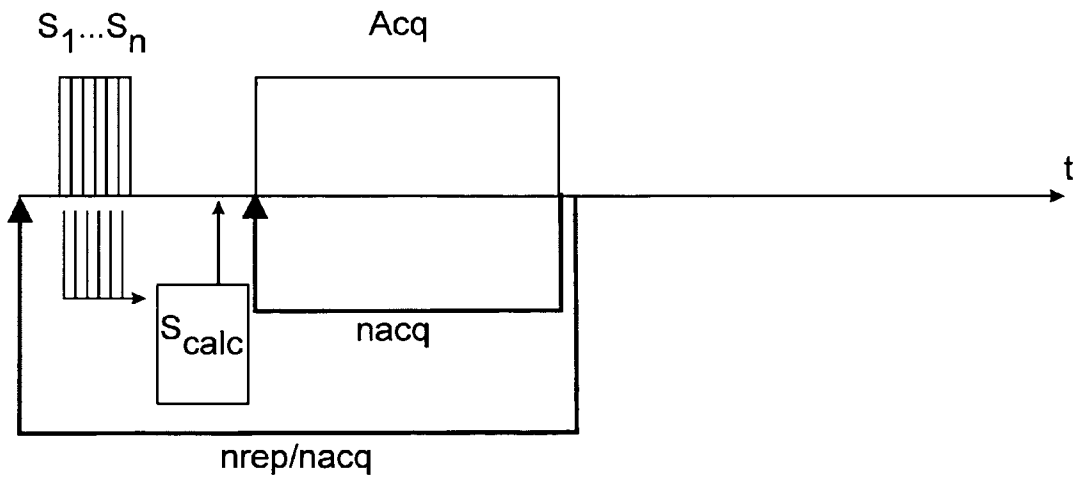 S1...Sn
Acq
t
Scalc
nacq
nrep/nacq